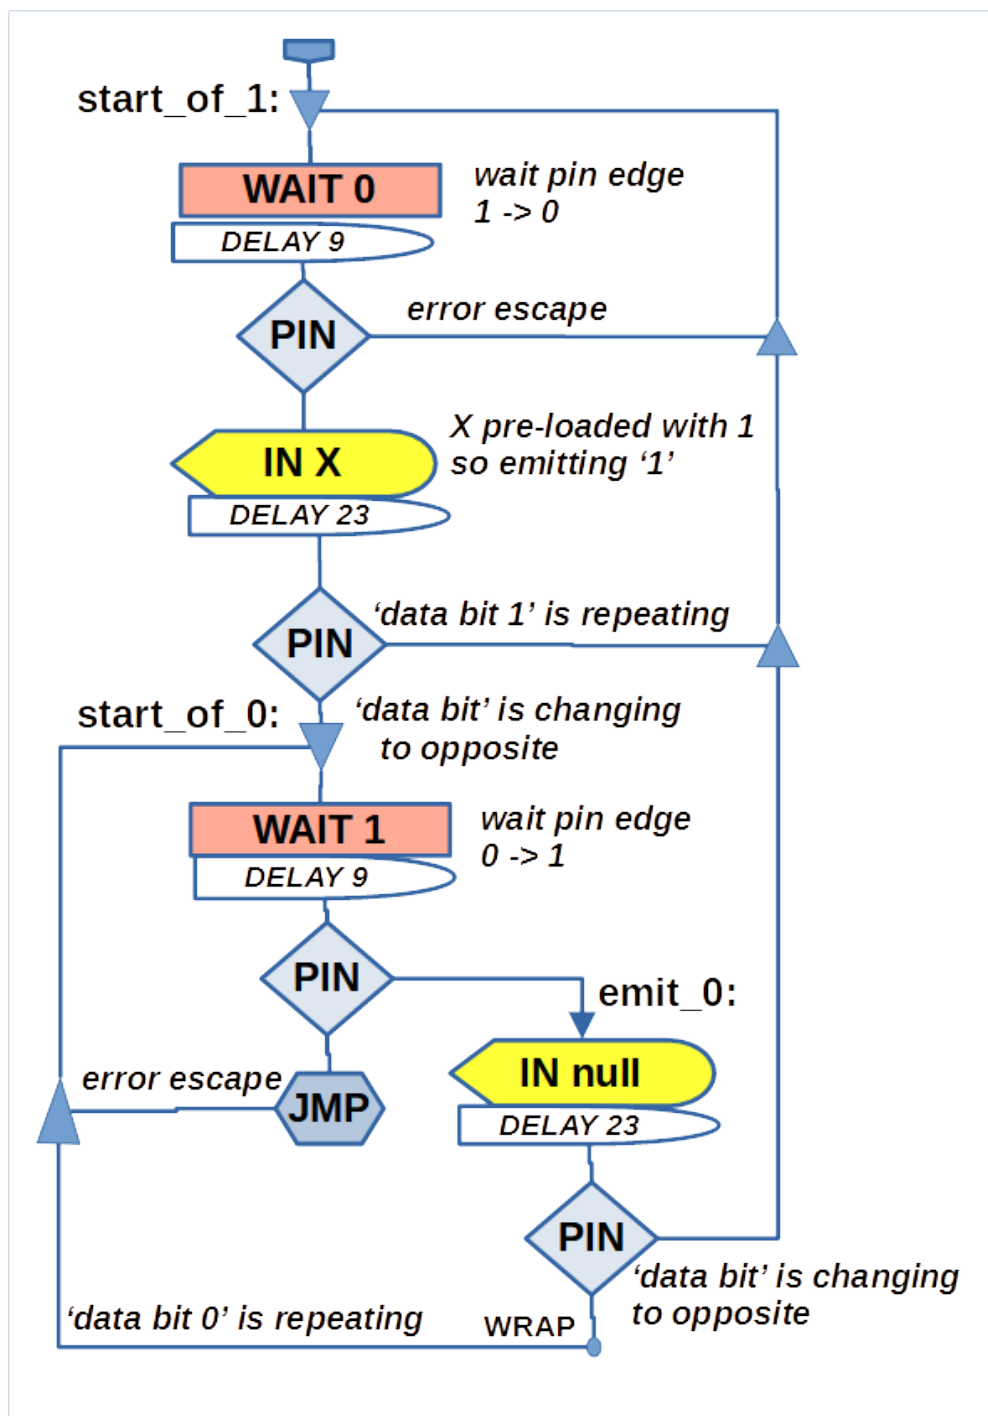 start_of_1:
WAIT 0
wait pin edge
1 -> 0
DELAY 9
PIN
error escape
IN X
X pre-loaded with 1
so emitting ‘1’
DELAY 23
PIN
‘data bit 1’ is repeating
start_of_0:
‘data bit’ is changing
to opposite
WAIT 1
wait pin edge
0 -> 1
DELAY 9
PIN
emit_0:
error escape
JMP
IN null
DELAY 23
PIN
‘data bit’ is changing
to opposite
‘data bit 0’ is repeating
WRAP